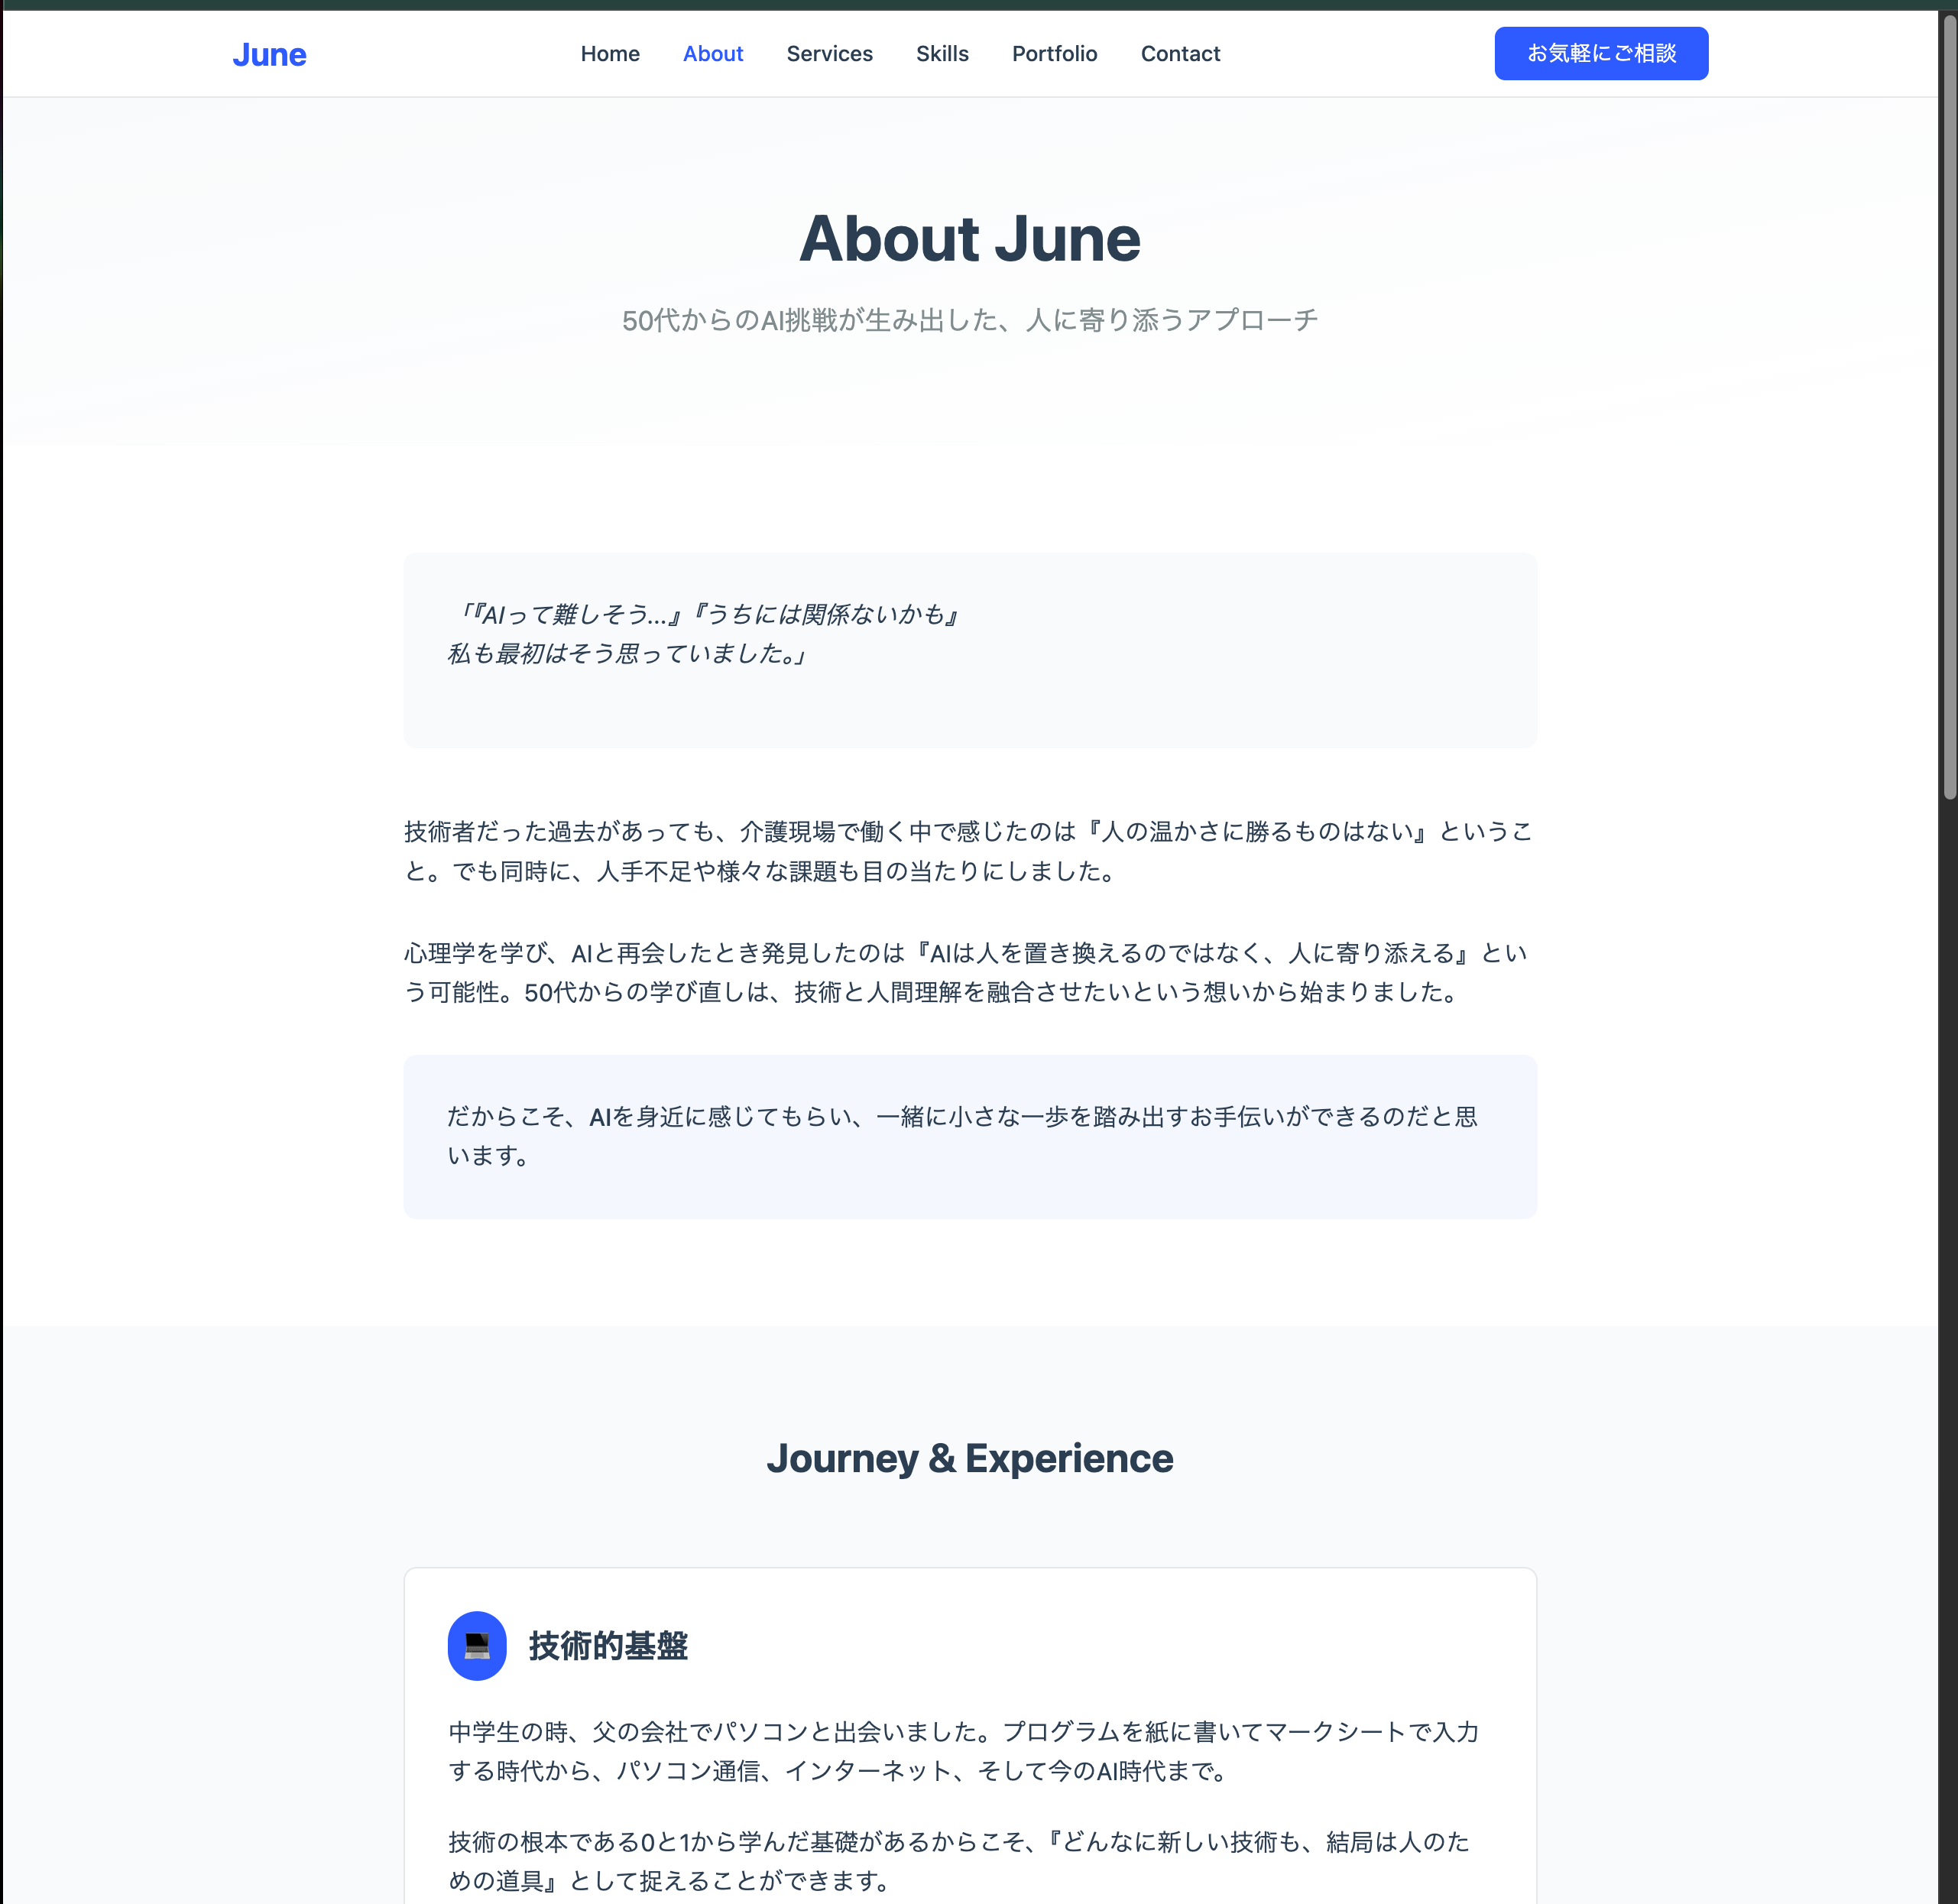 June
Home About Services Skills Portfolio Contact
お気軽にご相談
About June
50代からのAI挑戦が生み出した、人に寄り添うアプローチ
「『AIって難しそう...』『うちには関係ないかも』
私も最初はそう思っていました。」
技術者だった過去があっても、介護現場で働く中で感じたのは『人の温かさに勝るものはない』というこ
と。でも同時に、人手不足や様々な課題も目の当たりにしました。
心理学を学び、AIと再会したとき発見したのは『AIは人を置き換えるのではなく、人に寄り添える』とい
う可能性。50代からの学び直しは、技術と人間理解を融合させたいという想いから始まりました。
だからこそ、AIを身近に感じてもらい、一緒に小さな一歩を踏み出すお手伝いができるのだと思
います。
Journey & Experience
技術的基盤
中学生の時、父の会社でパソコンと出会いました。プログラムを紙に書いてマークシートで入力
する時代から、パソコン通信、インターネット、そして今のAI時代まで。
技術の根本である0と1から学んだ基礎があるからこそ、『どんなに新しい技術も、結局は人のた
めの道具』として捉えることができます。